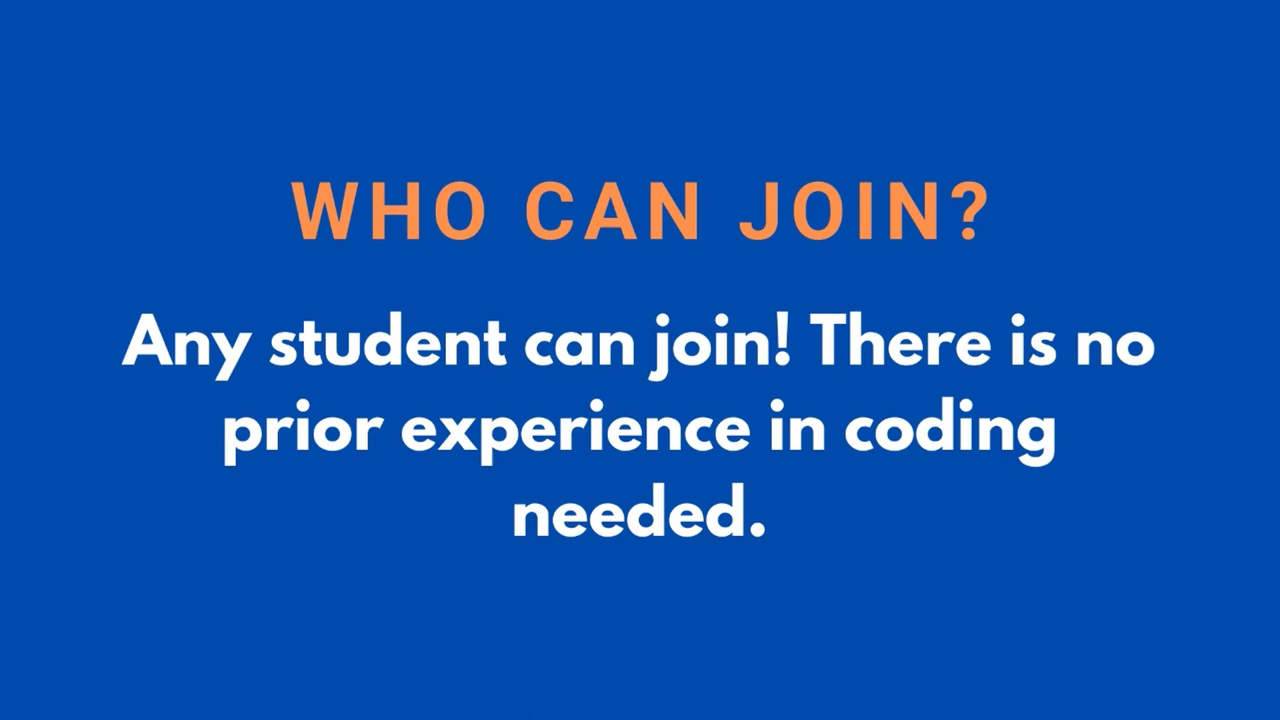 WHO CAN JOIN?
Any student can join! There is no
prior experience in coding
needed.